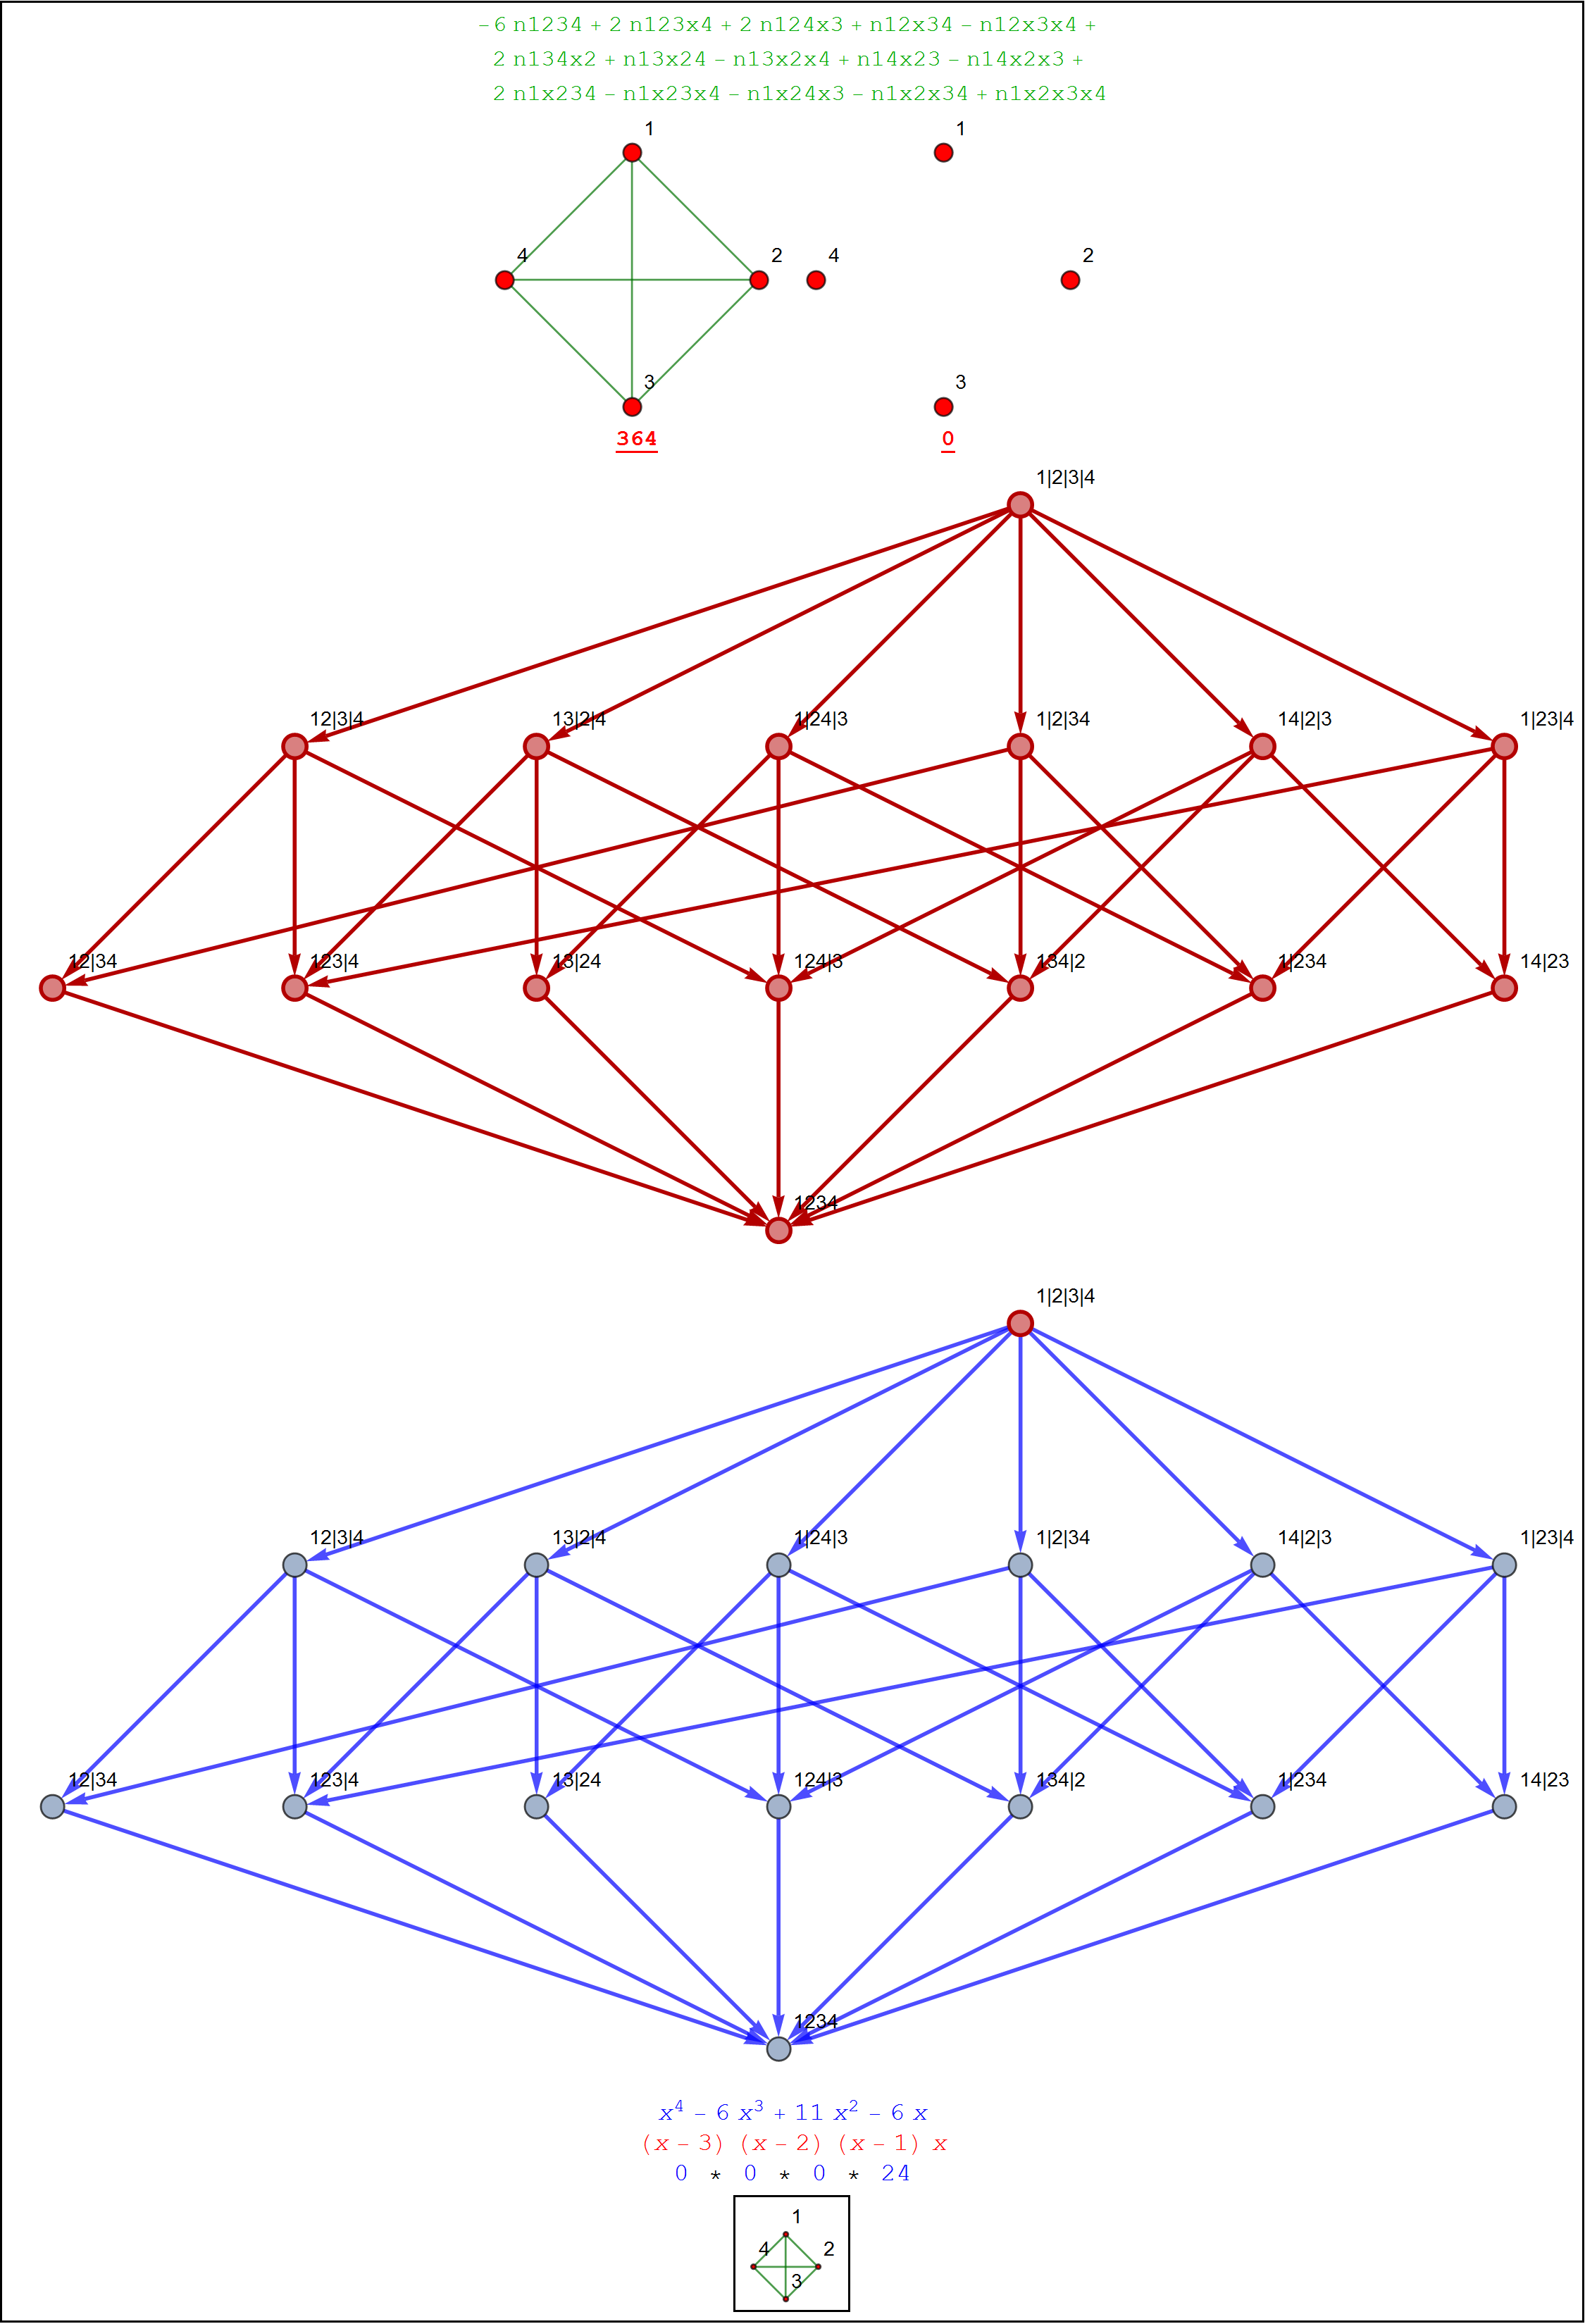 − 6 n1234 + 2 n123x4 + 2 n124x3 + n12x34 − n12x3x4 +
2 n134x2 + n13x24 − n13x2x4 + n14x23 − n14x2x3 +
2 n1x234 − n1x23x4 − n1x24x3 − n1x2x34 + n1x2x3x4
1 1
4 2 4 2
3 3
364 0
1|2|3|4
12|3|4 13|2|4 1|24|3 1|2|34 14|2|3 1|23|4
12|34 123|4 13|24 124|3 134|2 1|234 14|23
1234
1|2|3|4
12|3|4 13|2|4 1|24|3 1|2|34 14|2|3 1|23|4
12|34 123|4 13|24 124|3 134|2 1|234 14|23
1234
x⁴ − 6 x³ + 11 x² − 6 x
(x − 3) (x − 2) (x − 1) x
0 * 0 * 0 * 24
1
4 2
3